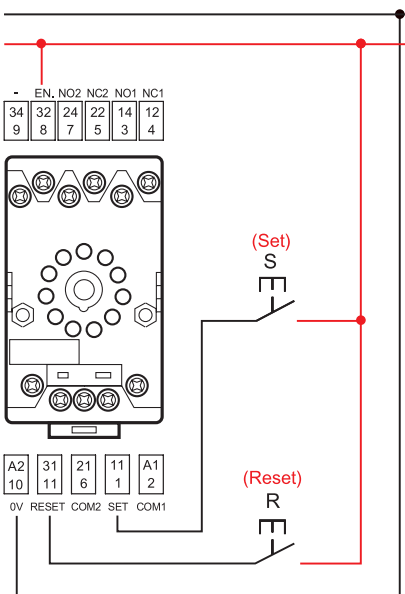 - EN. NO2 NC2 NO1 NC1
34 32 24 22 14 12
9 8 7 5 3 4
(Set)
S
A2 31 21 11 A1
10 11 6 1 2
0V RESET COM2 SET COM1
(Reset)
R